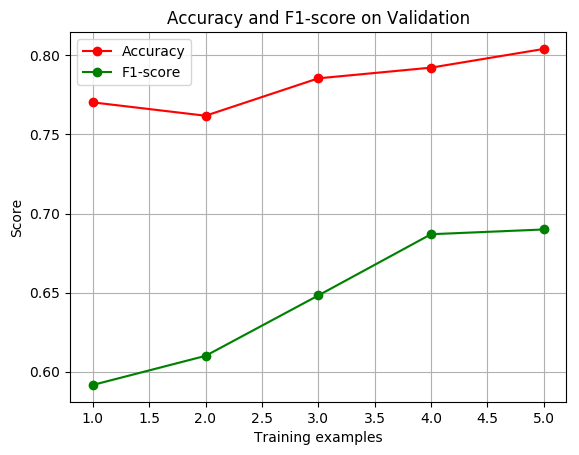 Accuracy and F1-score on Validation
Accuracy
F1-score
0.80
0.75
0.70
0.65
0.60
Score
1.0 1.5 2.0 2.5 3.0 3.5 4.0 4.5 5.0
Training examples